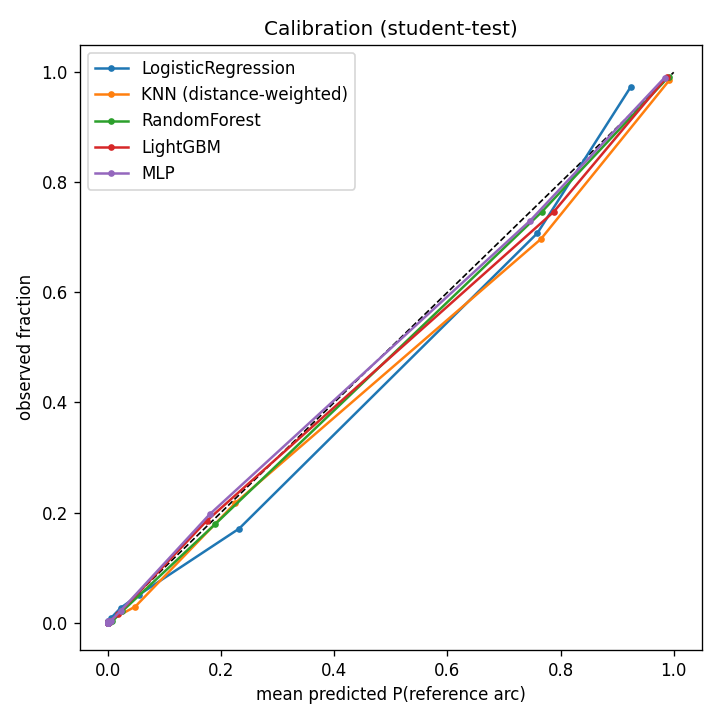 Calibration (student-test)
LogisticRegression
KNN (distance-weighted)
RandomForest
LightGBM
MLP
1.0
0.8
0.6
0.4
0.2
0.0
observed fraction
0.0 0.2 0.4 0.6 0.8 1.0
mean predicted P(reference arc)